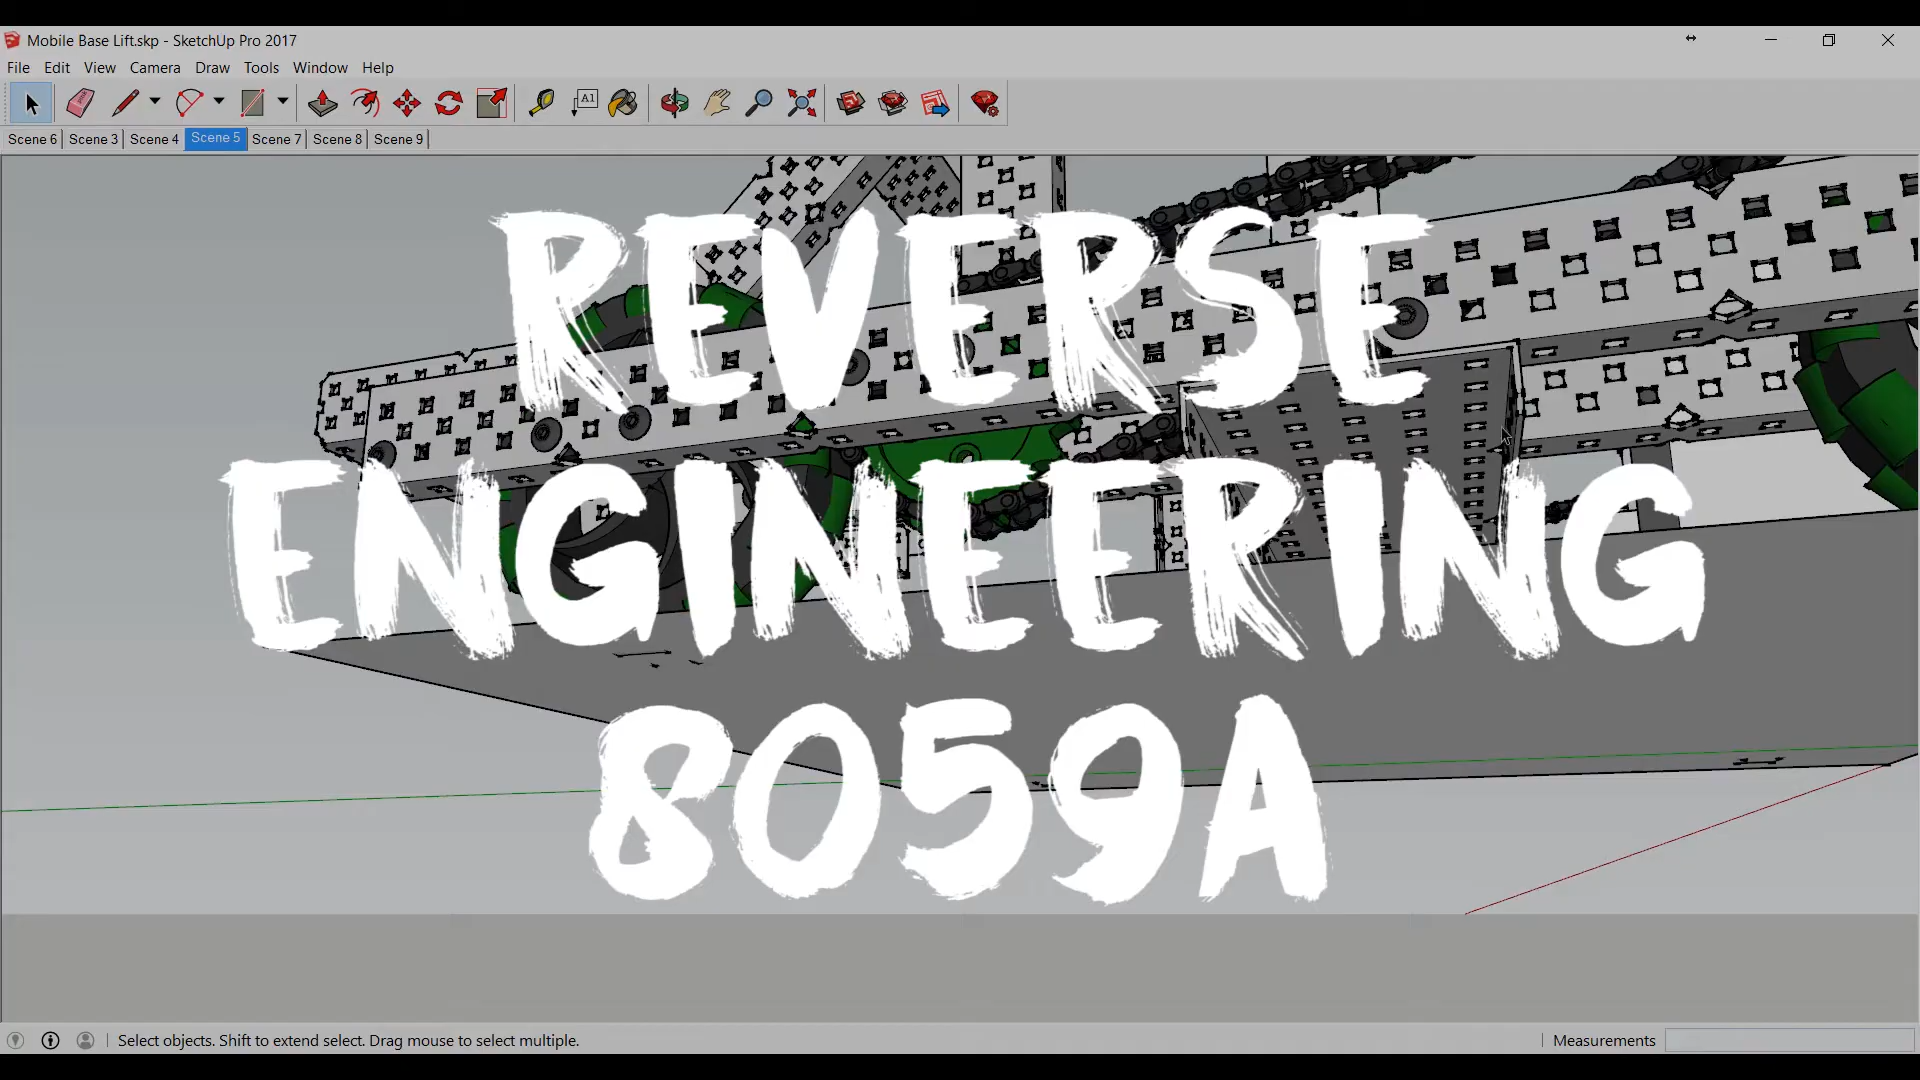 Mobile Base Lift.skp - SketchUp Pro 2017
File Edit View Camera Draw Tools Window Help
A1
Scene 6 Scene 3 Scene 4 Scene 5 Scene 7 Scene 8 Scene 9
REVERSE
ENGINEERING
8059A
Select objects. Shift to extend select. Drag mouse to select multiple.
Measurements